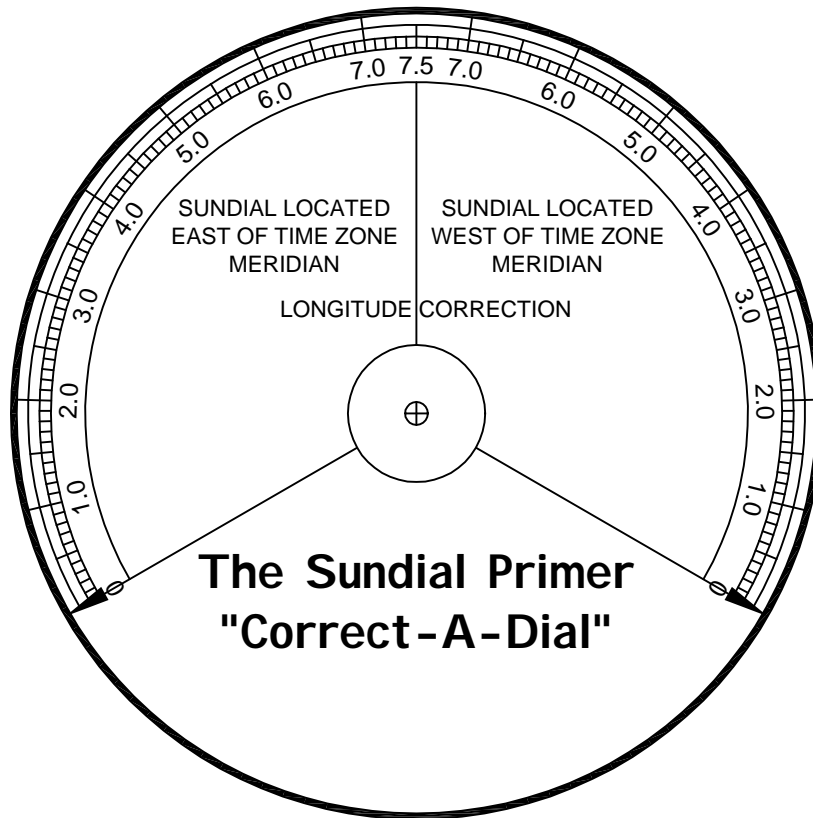 7.0 7.5 7.0
6.0 6.0
5.0 5.0
4.0 4.0
SUNDIAL LOCATED
EAST OF TIME ZONE
MERIDIAN
SUNDIAL LOCATED
WEST OF TIME ZONE
MERIDIAN
3.0 3.0
LONGITUDE CORRECTION
2.0 2.0
1.0 1.0
0 0
The Sundial Primer
"Correct-A-Dial"